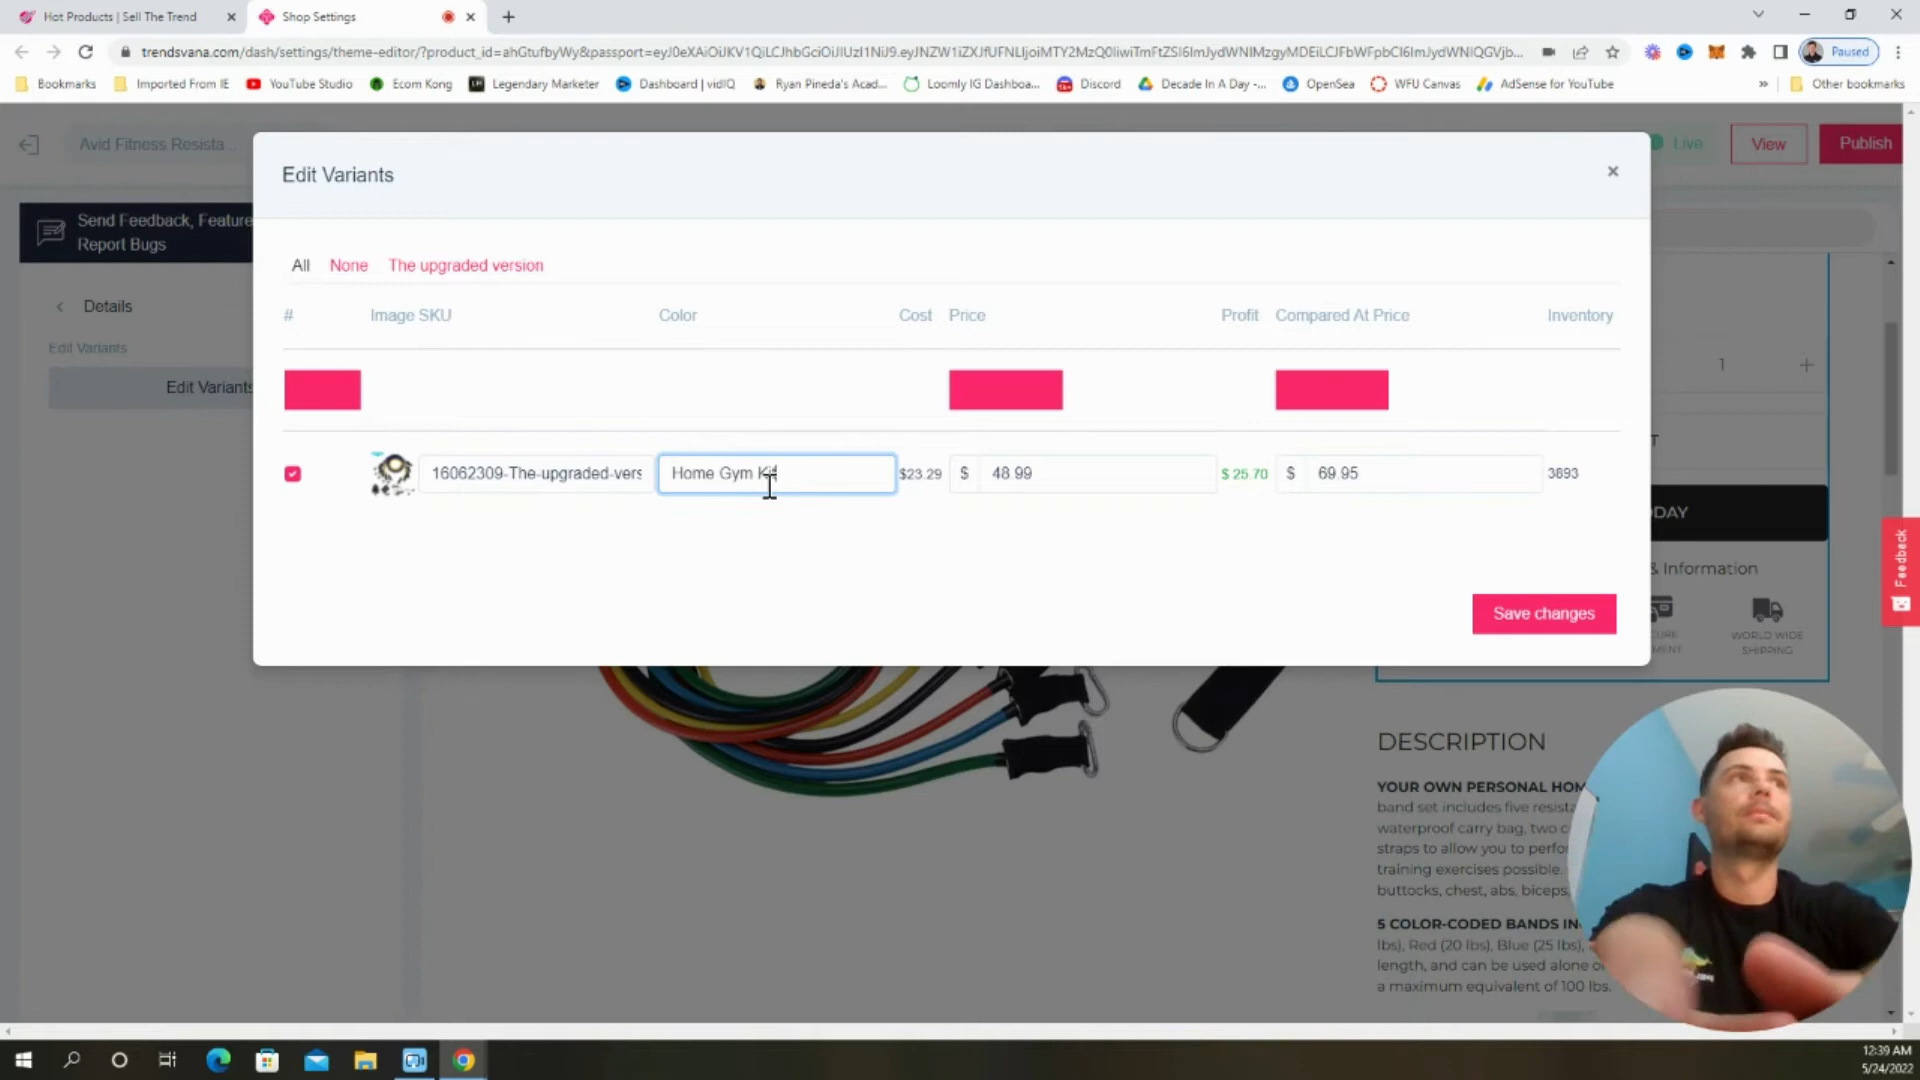 Hot Products | Sell The Trend
Shop Settings
trendsvana.com/dash/settings/theme-editor/?product_id=ahGtufbyWy&passport=
Paused
Bookmarks
Imported From IE
YouTube Studio
Ecom Kong
Legendary Marketer
Dashboard | vidIQ
Ryan Pineda's Acad...
Loomly IG Dashboa...
Discord
Decade In A Day -...
OpenSea
WFU Canvas
AdSense for YouTube
»
Other bookmarks
Avid Fitness Resista ...
Live
View
Publish
Send Feedback, Feature
Report Bugs
Details
Edit Variants
Edit Variants
Edit Variants
×
All
None
The upgraded version
#
Image SKU
Color
Cost
Price
Profit
Compared At Price
Inventory
16062309-The-upgraded-vers
Home Gym Kit
$23.29
$
48.99
$ 25.70
$
69.95
3893
Save changes
1
+
T
ODAY
& Information
CURE
MENT
WORLD WIDE
SHIPPING
Feedback
DESCRIPTION
YOUR OWN PERSONAL HOM
band set includes five resista
waterproof carry bag, two c
straps to allow you to perfo
training exercises possible.
buttocks, chest, abs, biceps,
5 COLOR-CODED BANDS IN
lbs), Red (20 lbs), Blue (25 lbs),
length, and can be used alone o
a maximum equivalent of 100 lbs.
12:39 AM
5/24/2022